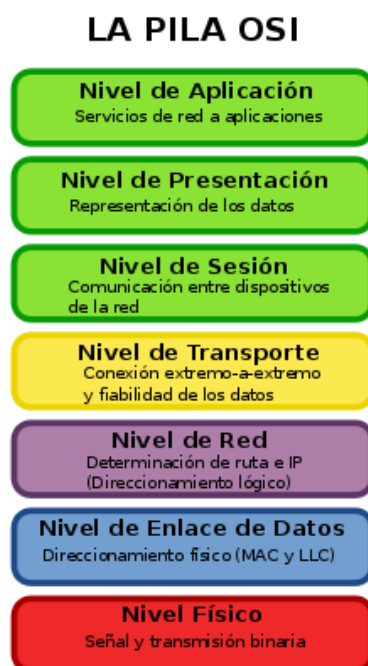 LA PILA OSI
Nivel de Aplicación
Servicios de red a aplicaciones
Nivel de Presentación
Representación de los datos
Nivel de Sesión
Comunicación entre dispositivos
de la red
Nivel de Transporte
Conexión extremo-a-extremo
y fiabilidad de los datos
Nivel de Red
Determinación de ruta e IP
(Direccionamiento lógico)
Nivel de Enlace de Datos
Direccionamiento fisico (MAC y LLC)
Nivel Físico
Señal y transmisión binaria